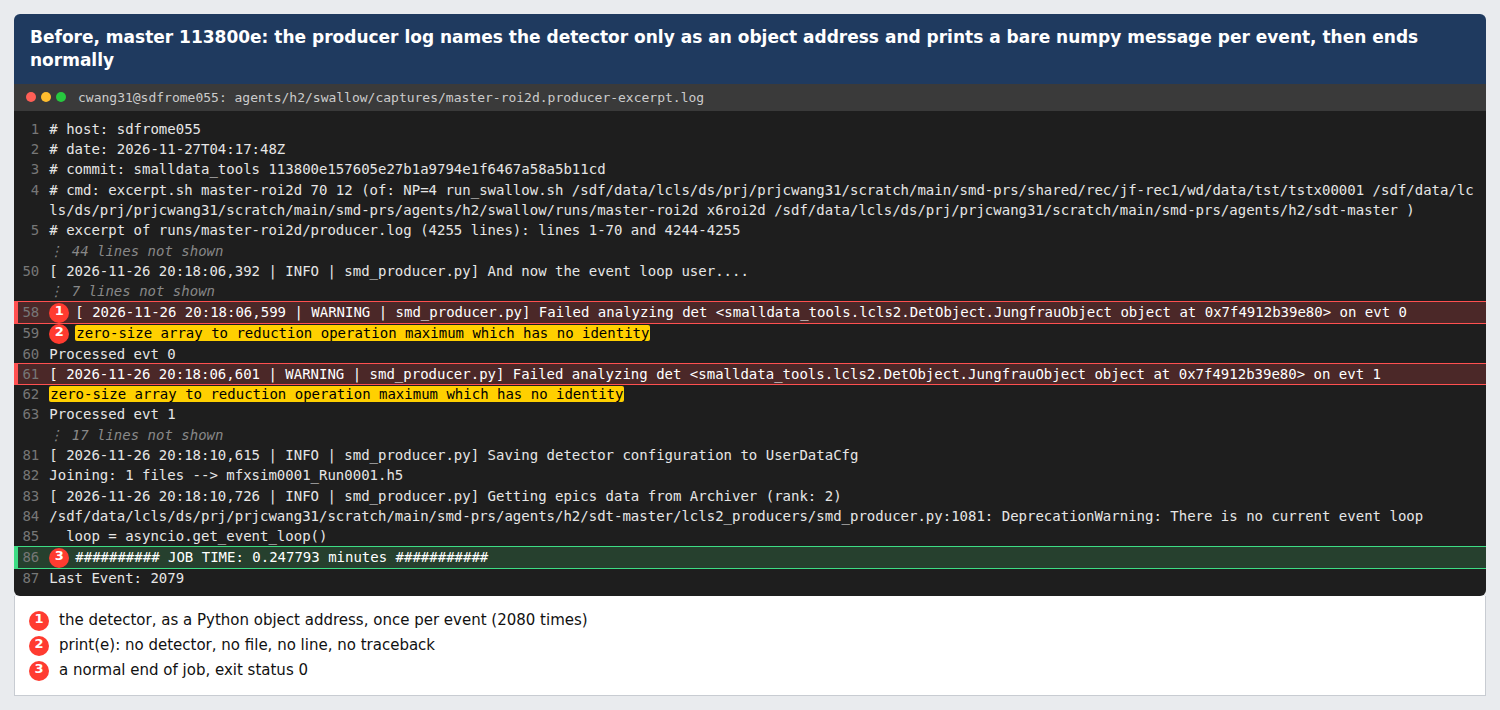 Before, master 113800e: the producer log names the detector only as an object address and prints a bare numpy message per event, then ends
normally
cwang31@sdfrome055: agents/h2/swallow/captures/master-roi2d.producer-excerpt.log
1 # host: sdfrome055
2 # date: 2026-11-27T04:17:48Z
3 # commit: smalldata_tools 113800e157605e27b1a9794e1f6467a58a5b11cd
4 # cmd: excerpt.sh master-roi2d 70 12 (of: NP=4 run_swallow.sh /sdf/data/lcls/ds/prj/prjcwang31/scratch/main/smd-prs/shared/rec/jf-rec1/wd/data/tst/tstx00001 /sdf/data/lc
ls/ds/prj/prjcwang31/scratch/main/smd-prs/agents/h2/swallow/runs/master-roi2d x6roi2d /sdf/data/lcls/ds/prj/prjcwang31/scratch/main/smd-prs/agents/h2/sdt-master )
5 # excerpt of runs/master-roi2d/producer.log (4255 lines): lines 1-70 and 4244-4255
⋮ 44 lines not shown
50 [ 2026-11-26 20:18:06,392 | INFO | smd_producer.py] And now the event loop user....
⋮ 7 lines not shown
58 1 [ 2026-11-26 20:18:06,599 | WARNING | smd_producer.py] Failed analyzing det <smalldata_tools.lcls2.DetObject.JungfrauObject object at 0x7f4912b39e80> on evt 0
59 2 zero-size array to reduction operation maximum which has no identity
60 Processed evt 0
61 [ 2026-11-26 20:18:06,601 | WARNING | smd_producer.py] Failed analyzing det <smalldata_tools.lcls2.DetObject.JungfrauObject object at 0x7f4912b39e80> on evt 1
62 zero-size array to reduction operation maximum which has no identity
63 Processed evt 1
⋮ 17 lines not shown
81 [ 2026-11-26 20:18:10,615 | INFO | smd_producer.py] Saving detector configuration to UserDataCfg
82 Joining: 1 files --> mfxsim0001_Run0001.h5
83 [ 2026-11-26 20:18:10,726 | INFO | smd_producer.py] Getting epics data from Archiver (rank: 2)
84 /sdf/data/lcls/ds/prj/prjcwang31/scratch/main/smd-prs/agents/h2/sdt-master/lcls2_producers/smd_producer.py:1081: DeprecationWarning: There is no current event loop
85 loop = asyncio.get_event_loop()
86 3 ########## JOB TIME: 0.247793 minutes ###########
87 Last Event: 2079
1 the detector, as a Python object address, once per event (2080 times)
2 print(e): no detector, no file, no line, no traceback
3 a normal end of job, exit status 0